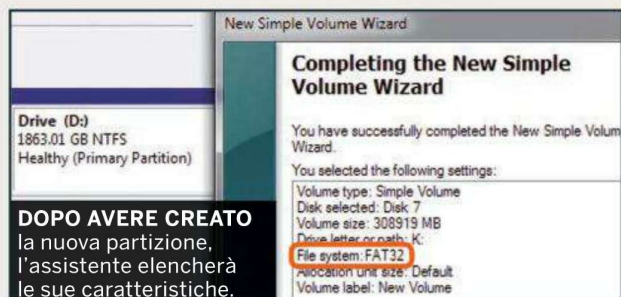 New Simple Volume Wizard
Completing the New Simple
Volume Wizard
You have successfully completed the New Simple Volum
Wizard.
You selected the following settings:
Volume type: Simple Volume
Disk selected: Disk 7
Volume size: 308919 MB
Drive letter or path: K:
File system: FAT32
Allocation unit size: Default
Volume label: New Volume
Drive (D:)
1863.01 GB NTFS
Healthy (Primary Partition)
DOPO AVERE CREATO
la nuova partizione,
l'assistente elencherà
le sue caratteristiche.